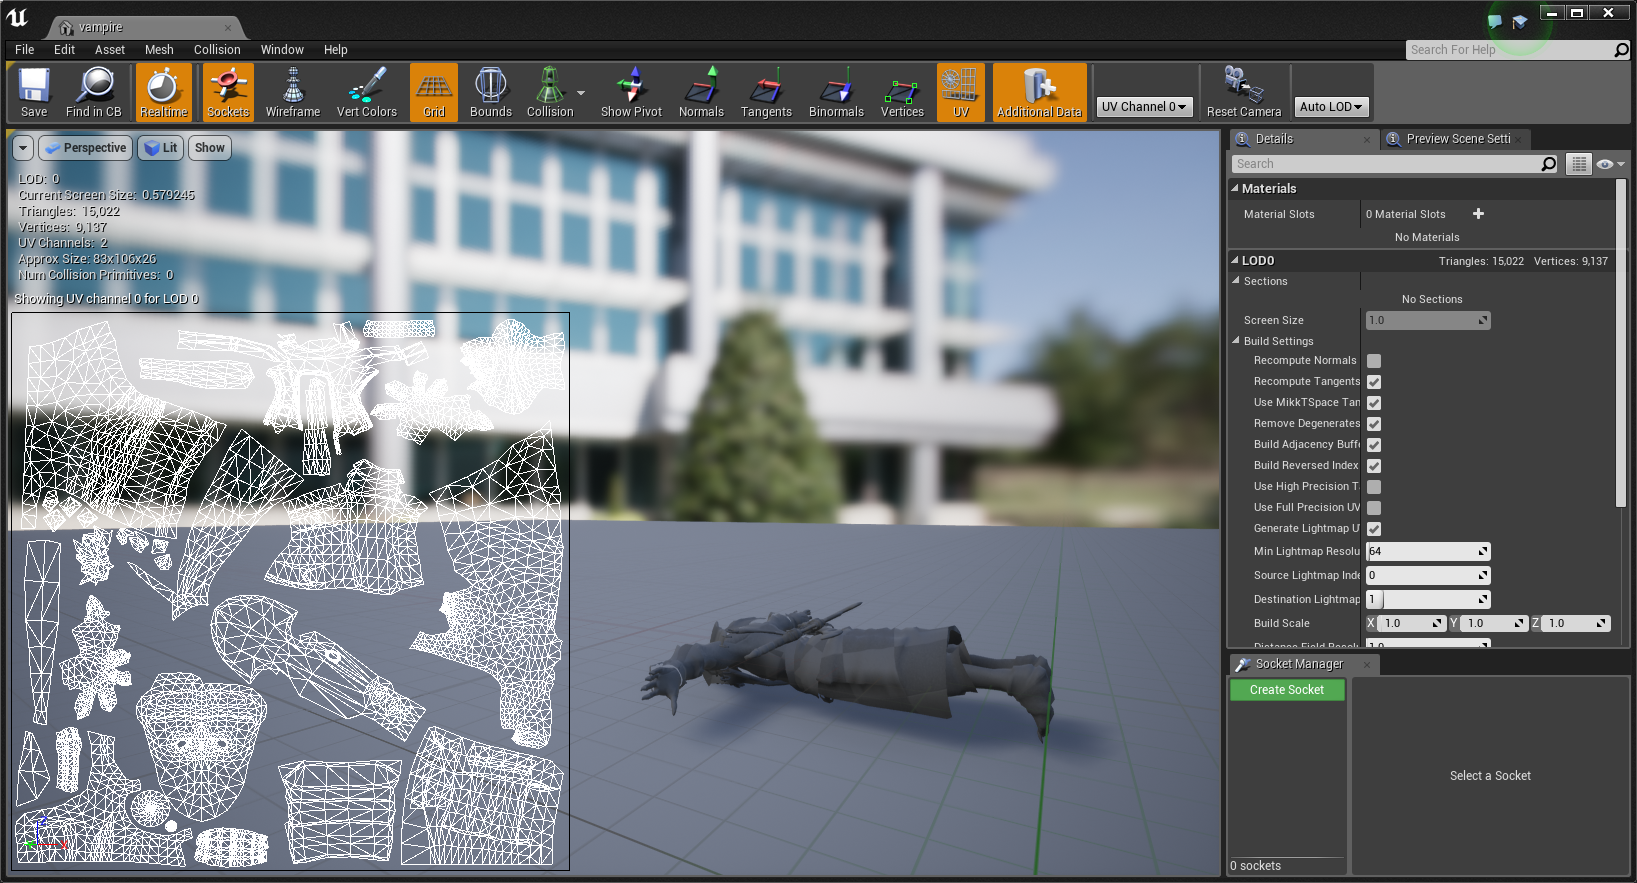 vampire
File Edit Asset Mesh Collision Window Help
Search For Help
Save Find in CB Realtime Sockets Wireframe Vert Colors Grid Bounds Collision Show Pivot Normals Tangents Binormals Vertices UV Additional Data UV Channel 0 Reset Camera Auto LOD
Perspective Lit Show
LOD: 0
Current Screen Size: 0.579245
Triangles: 15,022
Vertices: 9,137
UV Channels: 2
Approx Size: 83x106x26
Num Collision Primitives: 0
Showing UV channel 0 for LOD 0
Z
X
Details Preview Scene Setti
Search
Materials
Material Slots 0 Material Slots
No Materials
LOD0 Triangles: 15,022 Vertices: 9,137
Sections
No Sections
Screen Size 1.0
Build Settings
Recompute Normals
Recompute Tangents
Use MikkTSpace Tan
Remove Degenerates
Build Adjacency Buffe
Build Reversed Index
Use High Precision T
Use Full Precision UV
Generate Lightmap U
Min Lightmap Resolu 64
Source Lightmap Inde 0
Destination Lightmap 1
Build Scale X 1.0 Y 1.0 Z 1.0
Distance Field Resolu 1.0
Socket Manager
Create Socket
Select a Socket
0 sockets